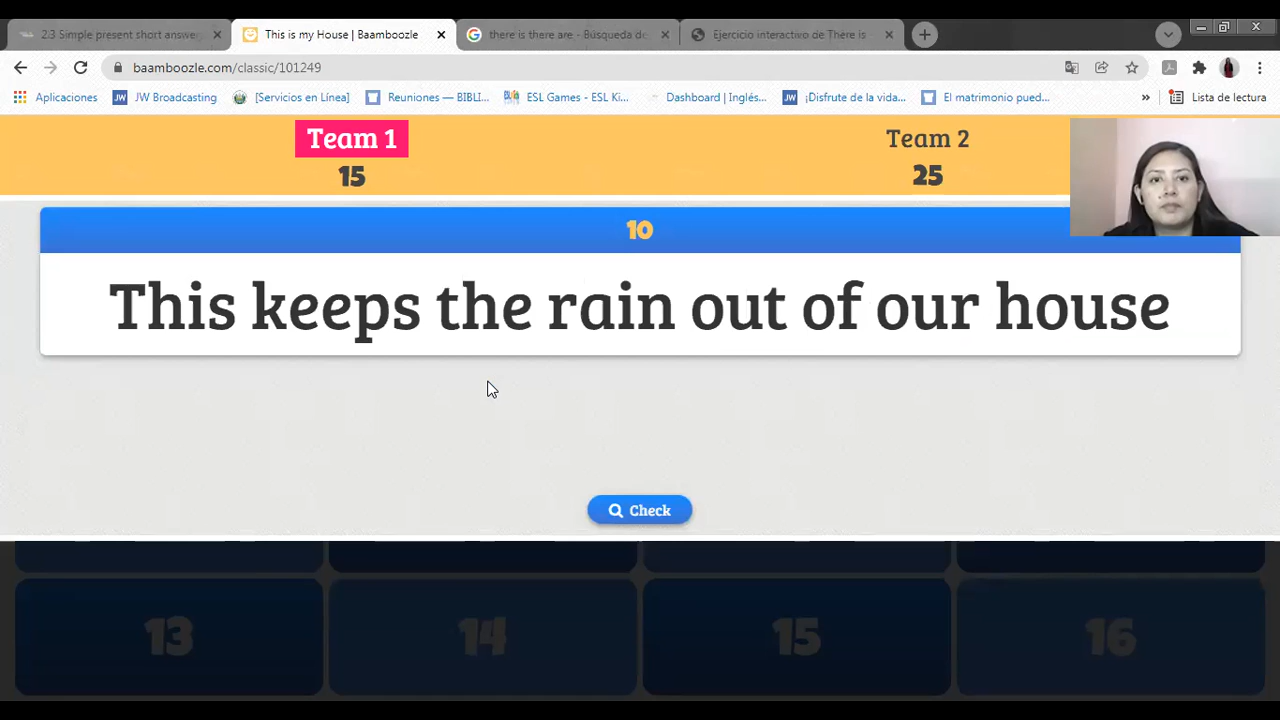 2.3 Simple present short answe
This is my House | Baamboozle
there is there are - Búsqueda de
Ejercicio interactivo de There is
baamboozle.com/classic/101249
Aplicaciones
JW Broadcasting
[Servicios en Línea]
Reuniones — BIBLI...
ESL Games - ESL Ki...
Dashboard | Inglés...
¡Disfrute de la vida...
El matrimonio pued...
»
Lista de lectura
Team 1
15
Team 2
25
10
This keeps the rain out of our house
Check
13
14
15
16